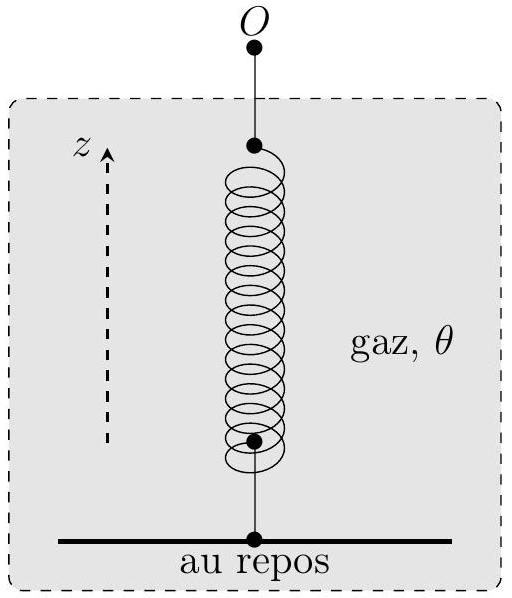 O
z
gaz, θ
au repos